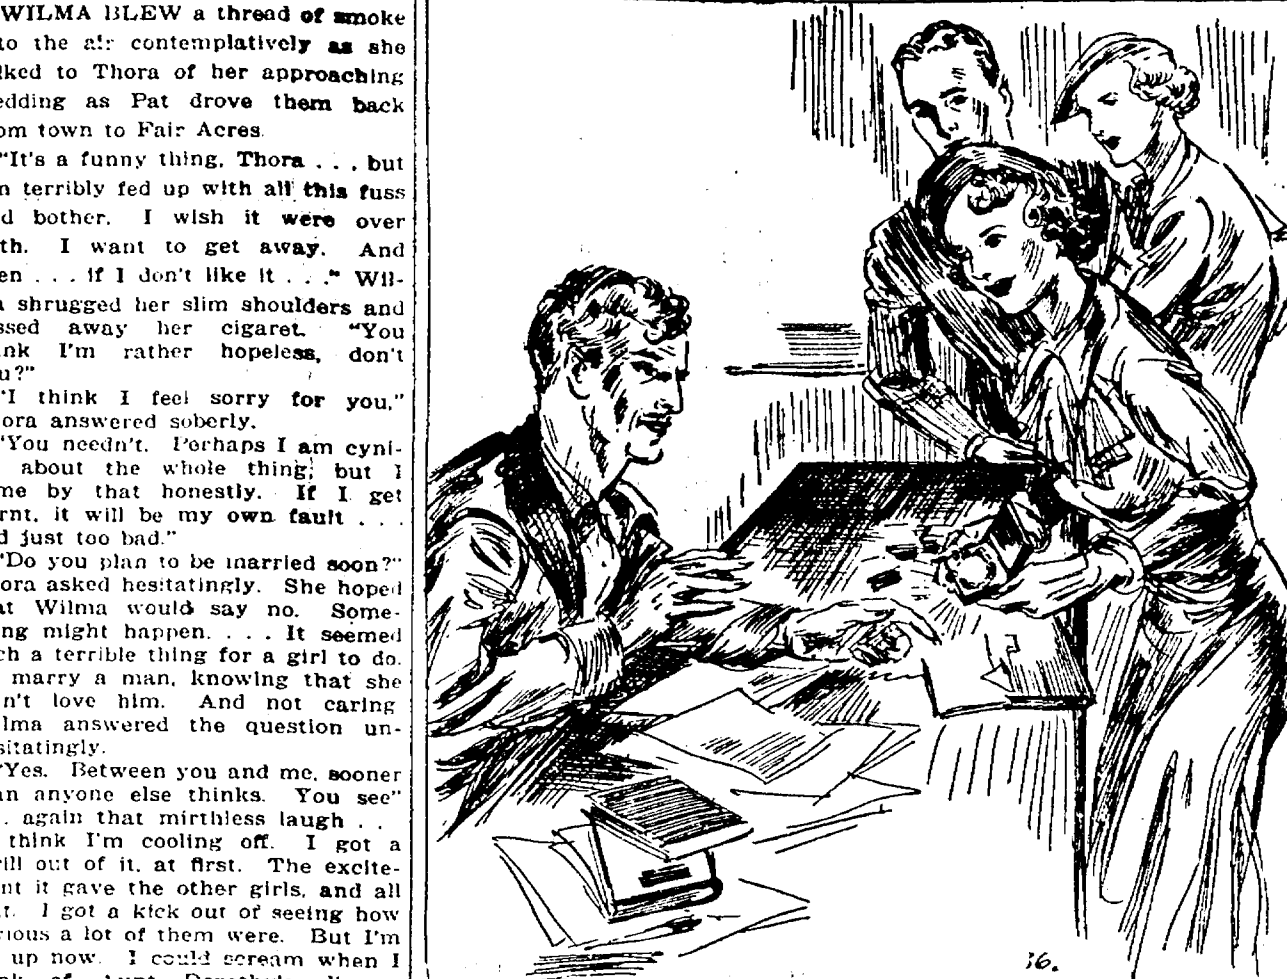 WILMA BLEW a thread of smoke
to the air contemplatively as she
lked to Thora of her approaching
edding as Pat drove them back
om town to Fair Acres.
"It's a funny thing, Thora . . . but
m terribly fed up with all this fuss
d bother. I wish it were over
th. I want to get away. And
en . . . if I don't like it . . ." Wil-
a shrugged her slim shoulders and
ssed away her cigaret. "You
nk I'm rather hopeless, don't
u?"
"I think I feel sorry for you,"
ora answered soberly.
"You needn't. Perhaps I am cyni-
about the whole thing; but I
me by that honestly. If I get
rnt, it will be my own fault . . .
d just too bad."
"Do you plan to be married soon?"
ora asked hesitatingly. She hoped
at Wilma would say no. Some-
ng might happen. . . . It seemed
ch a terrible thing for a girl to do.
marry a man, knowing that she
n't love him. And not caring
lma answered the question un-
sitatingly.
"Yes. Between you and me, sooner
an anyone else thinks. You see"
. . again that mirthless laugh . .
think I'm cooling off. I got a
rill out of it, at first. The excite-
nt it gave the other girls, and all
t. I got a kick out of seeing how
rious a lot of them were. But I'm
up now. I could scream when I
36.